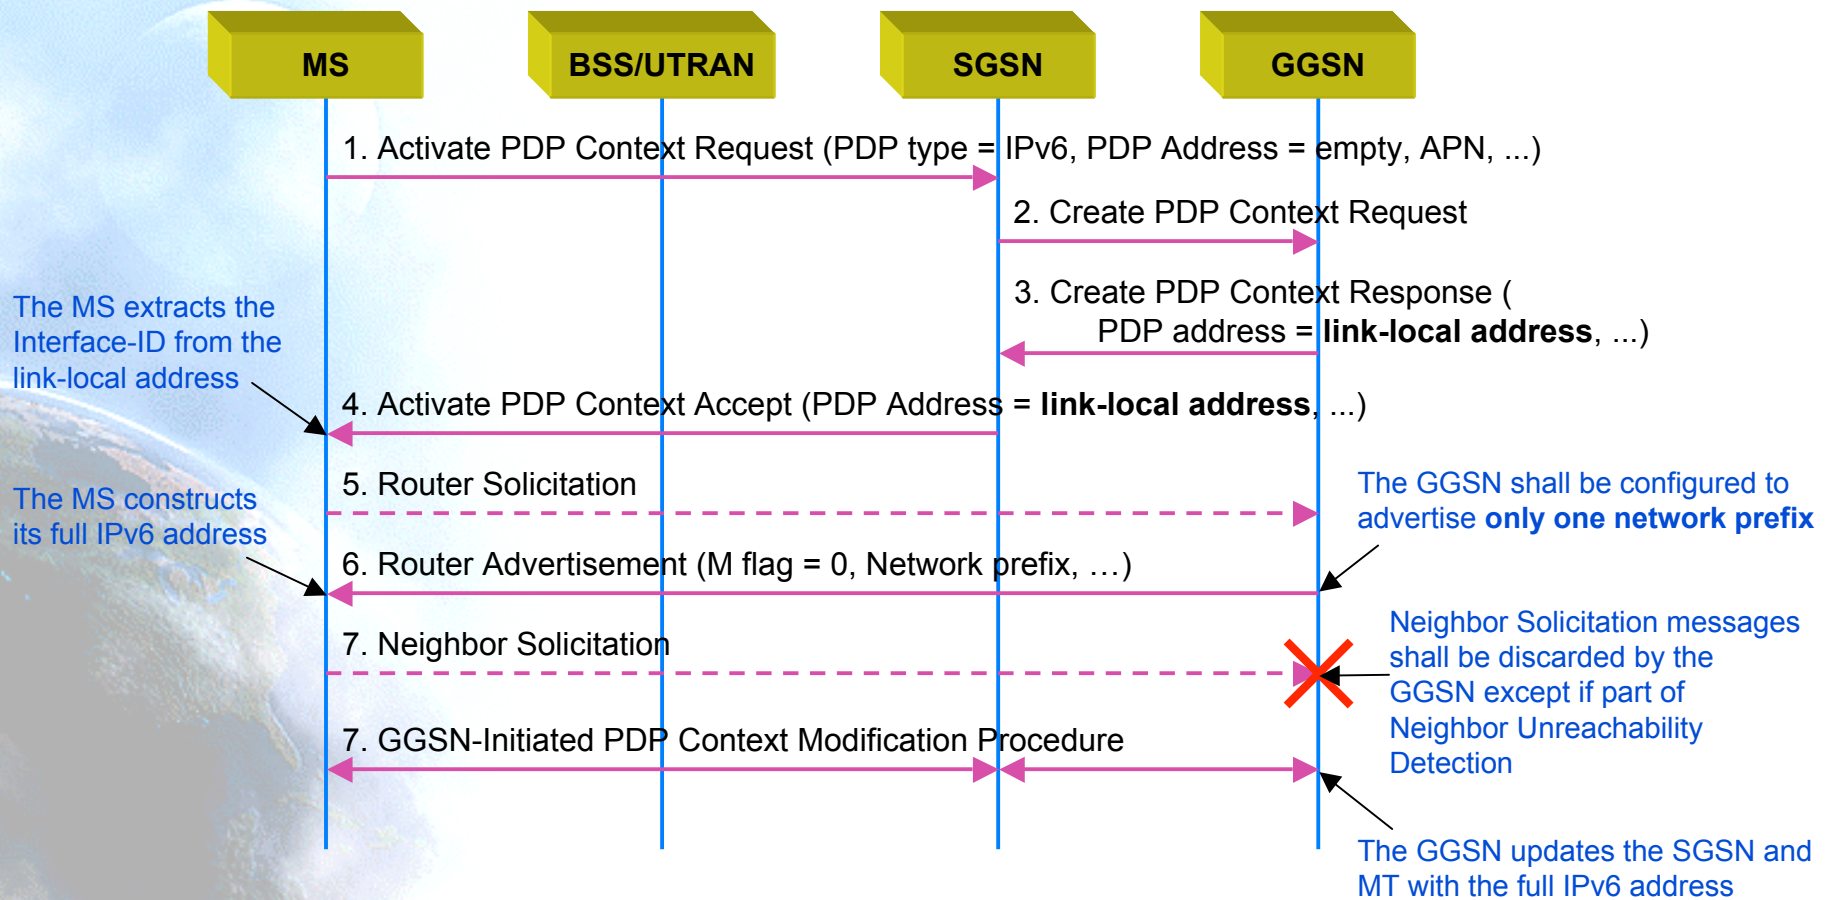 MS
BSS/UTRAN
SGSN
GGSN
1. Activate PDP Context Request (PDP type = IPv6, PDP Address = empty, APN, ...)
2. Create PDP Context Request
3. Create PDP Context Response (
PDP address = link-local address, ...)
The MS extracts the
Interface-ID from the
link-local address
4. Activate PDP Context Accept (PDP Address = link-local address, ...)
5. Router Solicitation
The GGSN shall be configured to
advertise only one network prefix
The MS constructs
its full IPv6 address
6. Router Advertisement (M flag = 0, Network prefix, …)
7. Neighbor Solicitation
Neighbor Solicitation messages
shall be discarded by the
GGSN except if part of
Neighbor Unreachability
Detection
7. GGSN-Initiated PDP Context Modification Procedure
The GGSN updates the SGSN and
MT with the full IPv6 address